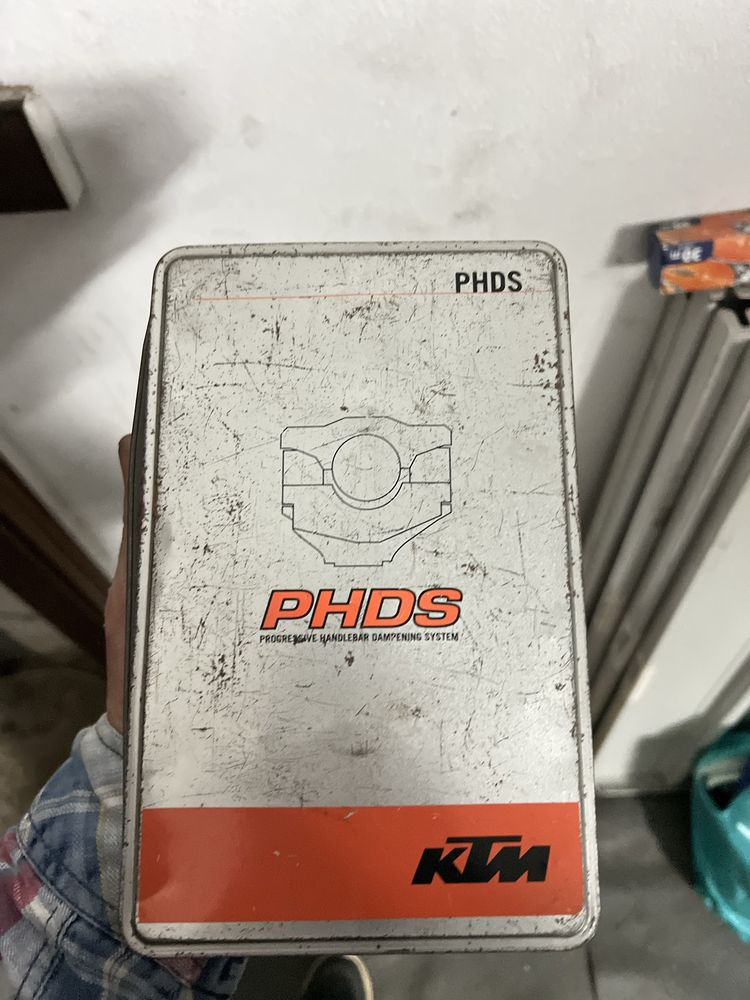 PHDS
PHDS
PROGRESSIVE HANDLEBAR DAMPENING SYSTEM
KTM